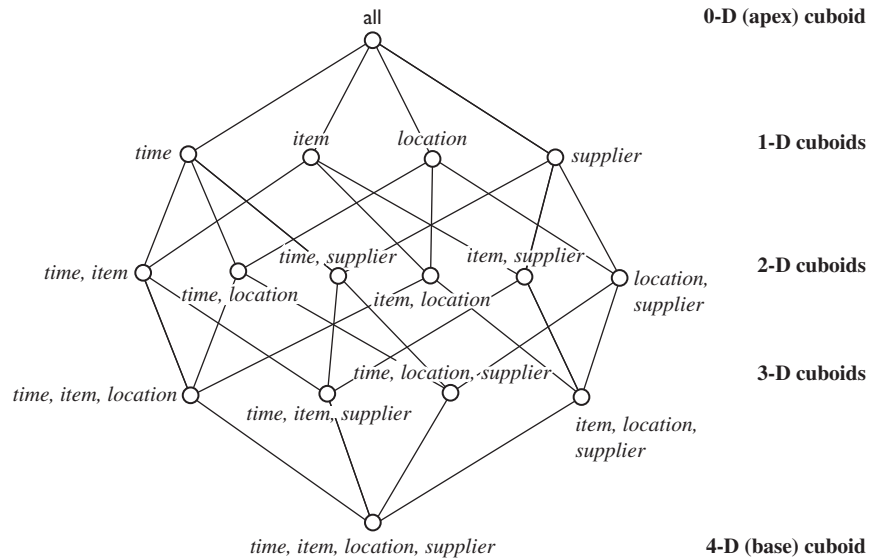 all
0-D (apex) cuboid
time
item
location
supplier
1-D cuboids
time, item
time, location
time, supplier
item, location
item, supplier
location,
supplier
2-D cuboids
time, item, location
time, item, supplier
time, location, supplier
item, location,
supplier
3-D cuboids
time, item, location, supplier
4-D (base) cuboid